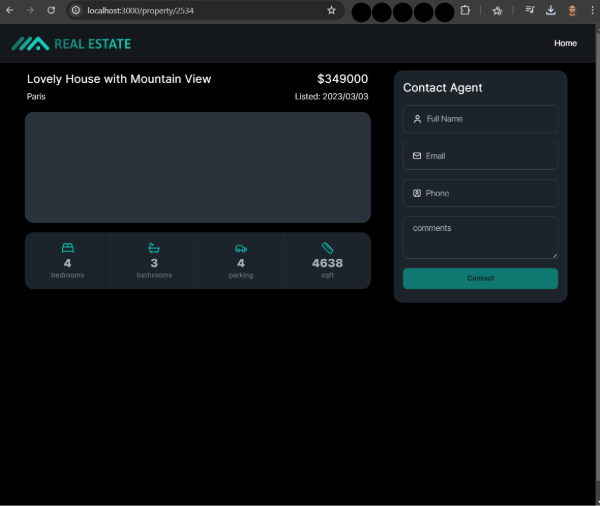 localhost:3000/property/2534
REAL ESTATE
Home
Lovely House with Mountain View
$349000
Paris
Listed: 2023/03/03
4
bedrooms
3
bathrooms
4
parking
4638
sqft
Contact Agent
Full Name
Email
Phone
comments
Contact